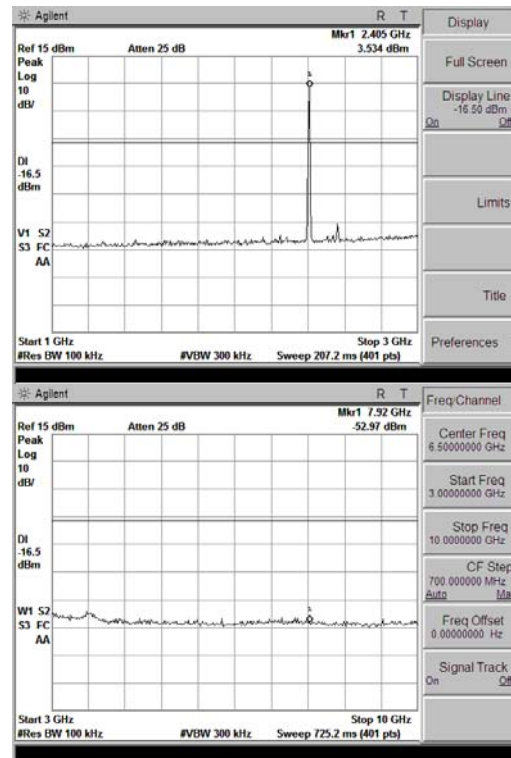 Agilent R T
Mkr1 2.405 GHz
Ref 15 dBm Atten 25 dB 3.534 dBm
Peak
Log
10
dB/
DI
-16.5
dBm
V1 S2
S3 FC
AA
Start 1 GHz Stop 3 GHz
#Res BW 100 kHz #VBW 300 kHz Sweep 207.2 ms (401 pts)
Display
Full Screen
Display Line
-16.50 dBm
On Off
Limits
Title
Preferences
Agilent R T
Mkr1 7.92 GHz
Ref 15 dBm Atten 25 dB -52.97 dBm
Peak
Log
10
dB/
DI
-16.5
dBm
W1 S2
S3 FC
AA
Start 3 GHz Stop 10 GHz
#Res BW 100 kHz #VBW 300 kHz Sweep 725.2 ms (401 pts)
Freq/Channel
Center Freq
6.50000000 GHz
Start Freq
3.00000000 GHz
Stop Freq
10.0000000 GHz
CF Step
700.000000 MHz
Auto Ma
Freq Offset
0.00000000 Hz
Signal Track
On Off